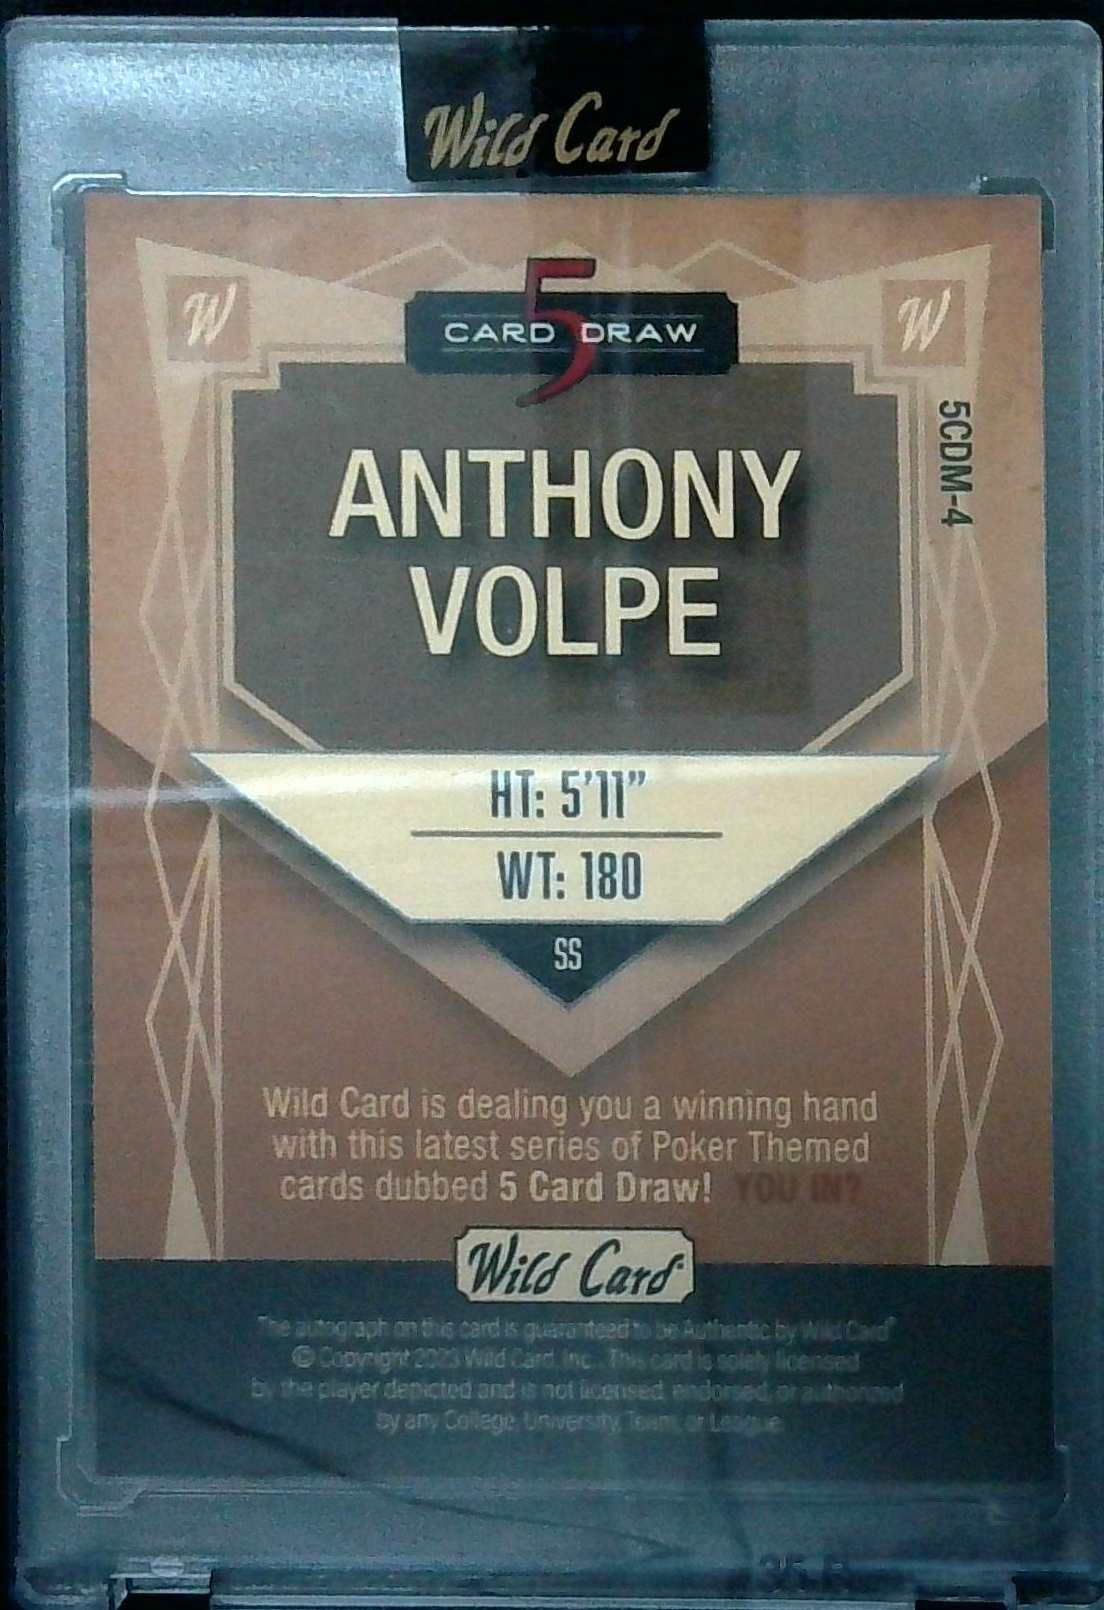 Wild Card
5
CARD DRAW
W
W
5CDM-4
ANTHONY
VOLPE
HT: 5'11”
WT: 180
SS
Wild Card is dealing you a winning hand
with this latest series of Poker Themed
cards dubbed 5 Card Draw! YOU IN?
Wild Card
The autograph on this card is guaranteed to be Authentic by Wild Card®
© Copyright 2023 Wild Card, Inc. This card is solely licensed
by the player depicted and is not licensed, endorsed, or authorized
by any College, University, Team, or League.